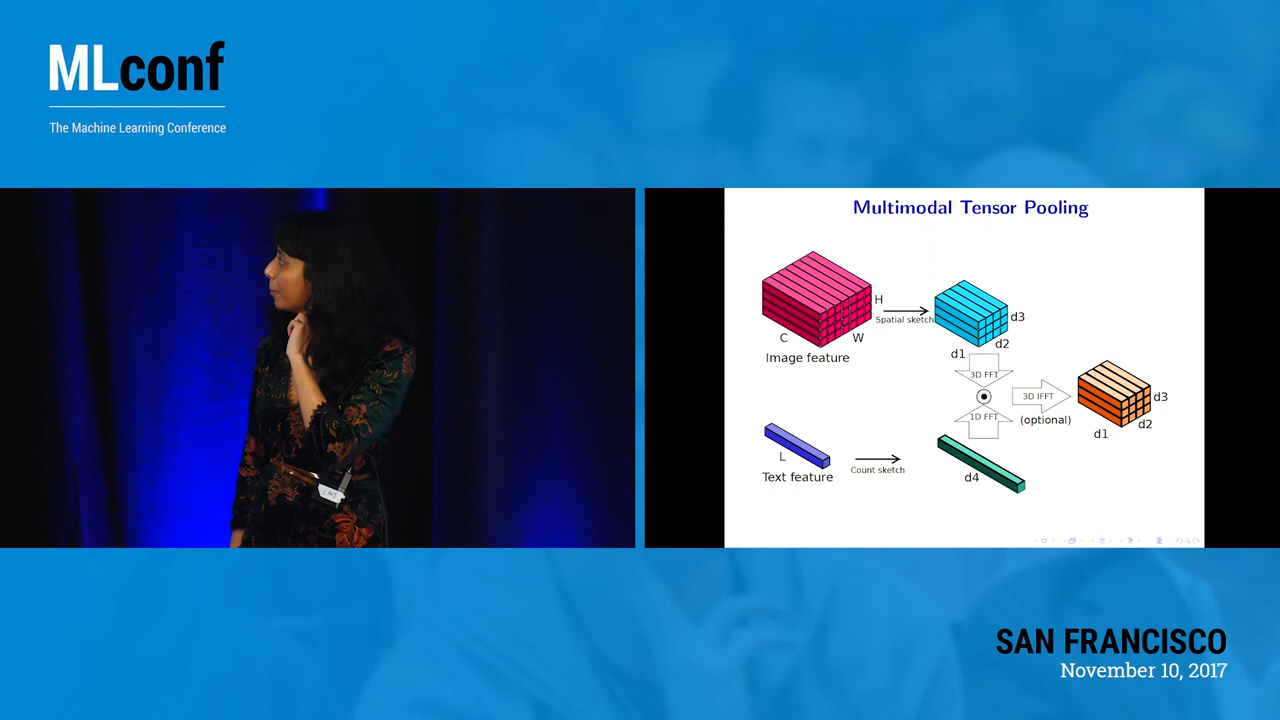 MLconf
The Machine Learning Conference
Multimodal Tensor Pooling
H
Spatial sketch
d3
C
W
d2
Image feature
d1
3D FFT
3D IFFT
d3
1D FFT
(optional)
d2
d1
L
Count sketch
Text feature
d4
SAN FRANCISCO
November 10, 2017